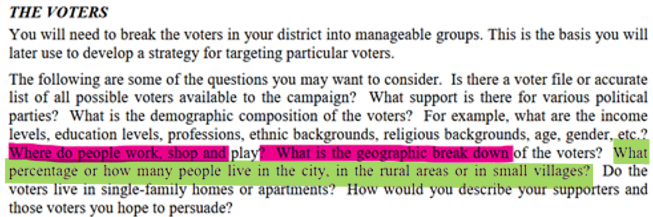 THE VOTERS
You will need to break the voters in your district into manageable groups. This is the basis you will
later use to develop a strategy for targeting particular voters.
The following are some of the questions you may want to consider. Is there a voter file or accurate
list of all possible voters available to the campaign? What support is there for various political
parties? What is the demographic composition of the voters? For example, what are the income
levels, education levels, professions, ethnic backgrounds, religious backgrounds, age, gender, etc.?
Where do people work, shop and play? What is the geographic break down of the voters? What
percentage or how many people live in the city, in the rural areas or in small villages? Do the
voters live in single-family homes or apartments? How would you describe your supporters and
those voters you hope to persuade?